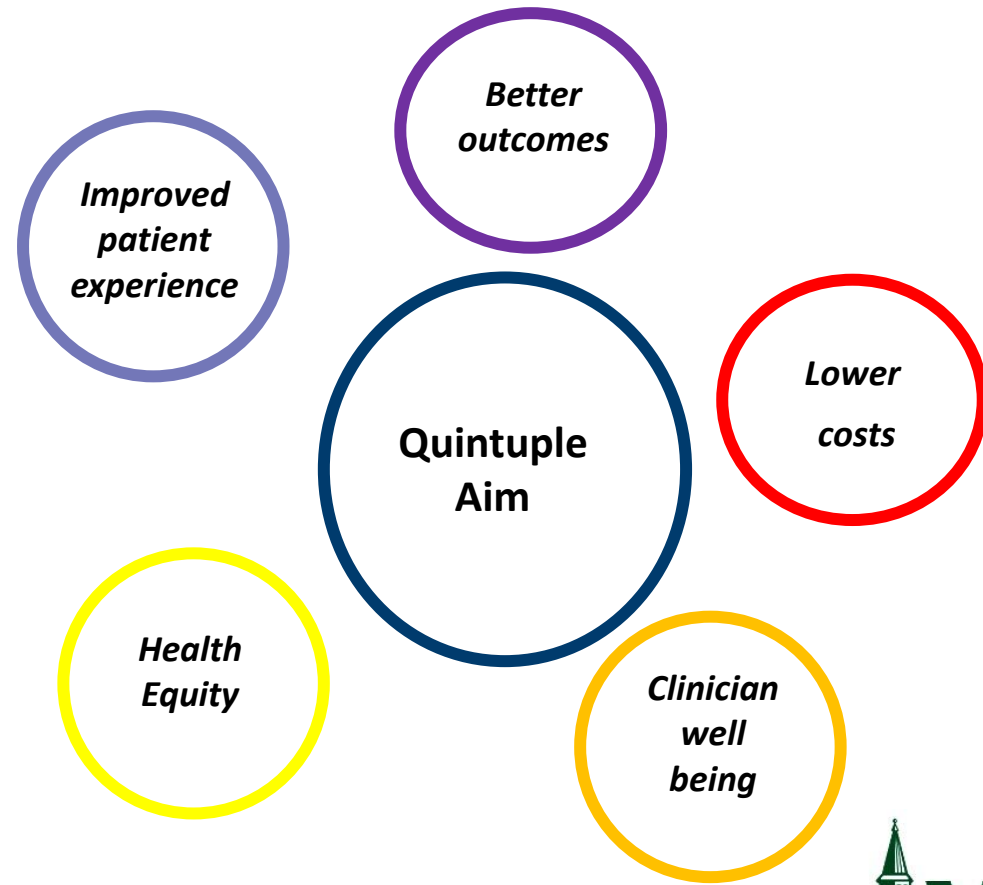 Better
outcomes
Improved
patient
experience
Lower
costs
Quintuple
Aim
Health
Equity
Clinician
well
being